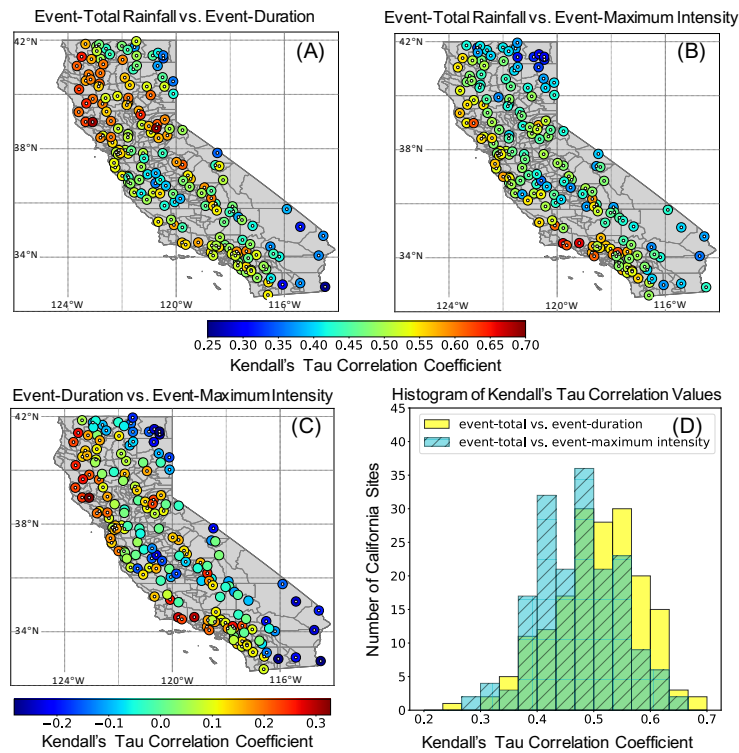 Event-Total Rainfall vs. Event-Duration
(A)
42°N
38°N
34°N
124°W
120°W
116°W
Event-Total Rainfall vs. Event-Maximum Intensity
(B)
42°N
38°N
34°N
124°W
120°W
116°W
0.25 0.30 0.35 0.40 0.45 0.50 0.55 0.60 0.65 0.70
Kendall's Tau Correlation Coefficient
Event-Duration vs. Event-Maximum Intensity
(C)
42°N
38°N
34°N
124°W
120°W
116°W
−0.2 −0.1 0.0 0.1 0.2 0.3
Kendall's Tau Correlation Coefficient
Histogram of Kendall's Tau Correlation Values
(D)
event-total vs. event-duration
event-total vs. event-maximum intensity
Number of California Sites
45
40
35
30
25
20
15
10
5
0
0.2 0.3 0.4 0.5 0.6 0.7
Kendall's Tau Correlation Coefficient